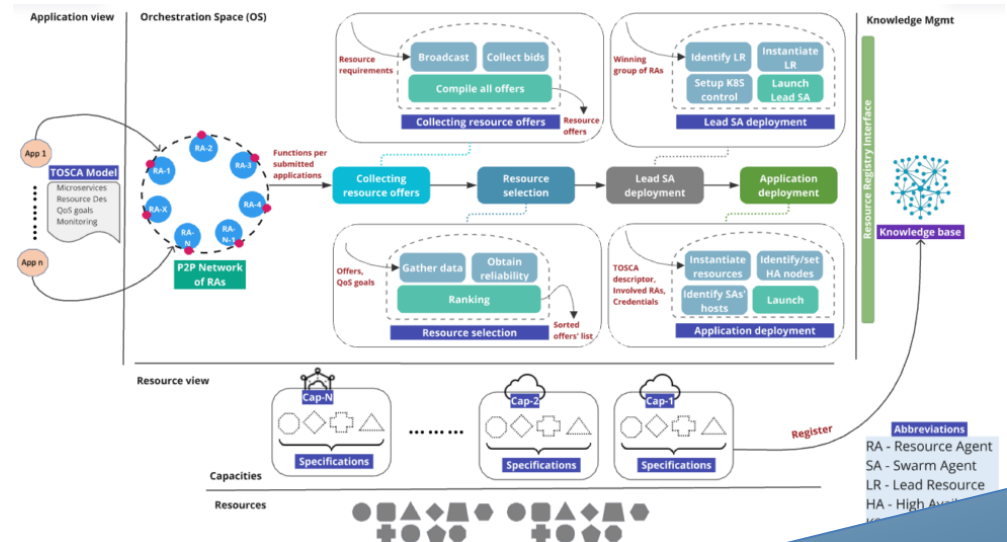 Application view
Orchestration Space (OS)
Knowledge Mgmt
App 1
TOSCA Model
Microservices
Resource Des
QoS goals
Monitoring
App n
RA-2
RA-1
RA-3
RA-X
RA-4
RA-
N
RA-
N-1
P2P Network
of RAs
Functions per
submitted
applications
Resource
requirements
Broadcast
Collect bids
Compile all offers
Collecting resource offers
Resource
offers
Winning
group of RAs
Identify LR
Instantiate
LR
Setup K8S
control
Launch
Lead SA
Lead SA deployment
Collecting
resource offers
Resource
selection
Lead SA
deployment
Application
deployment
Offers,
QoS goals
Gather data
Obtain
reliability
Ranking
Resource selection
Sorted
offers' list
TOSCA
descriptor,
Involved RAs,
Credentials
Instantiate
resources
Identify/set
HA nodes
Identify SAs'
hosts
Launch
Application deployment
Resource Registry Interface
Knowledge base
Resource view
Cap-N
Specifications
Cap-2
Specifications
Cap-1
Specifications
Register
Capacities
Resources
Abbreviations
RA - Resource Agent
SA - Swarm Agent
LR - Lead Resource
HA - High